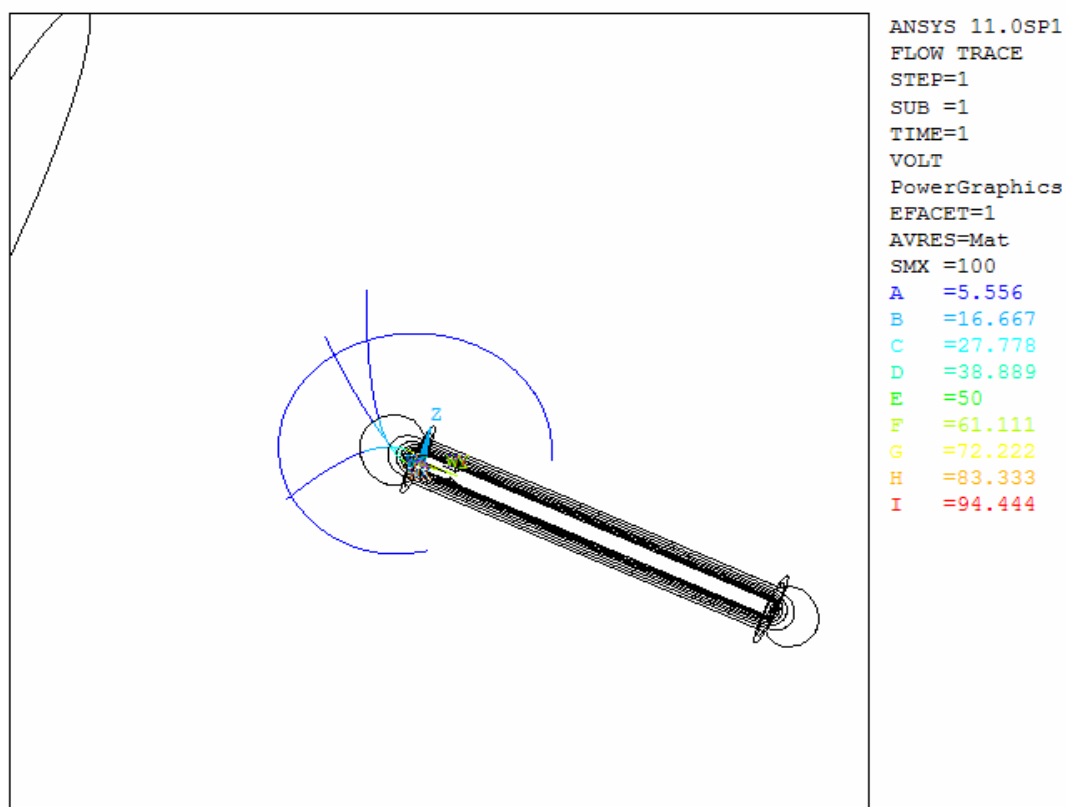 ANSYS 11.0SP1
FLOW TRACE
STEP=1
SUB =1
TIME=1
VOLT
PowerGraphics
EFACET=1
AVRES=Mat
SMX =100
A =5.556
B =16.667
C =27.778
D =38.889
E =50
F =61.111
G =72.222
H =83.333
I =94.444
Z